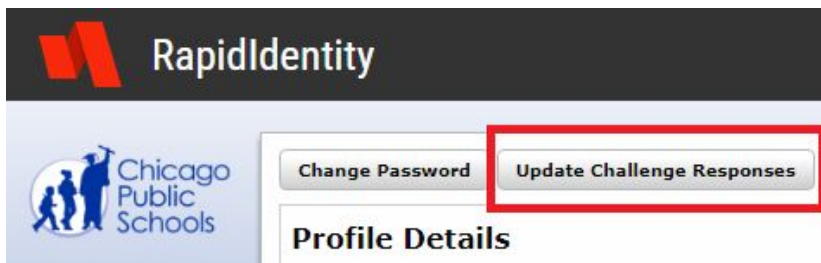 RapidIdentity
Chicago
Public
Schools
Change Password
Update Challenge Responses
Profile Details